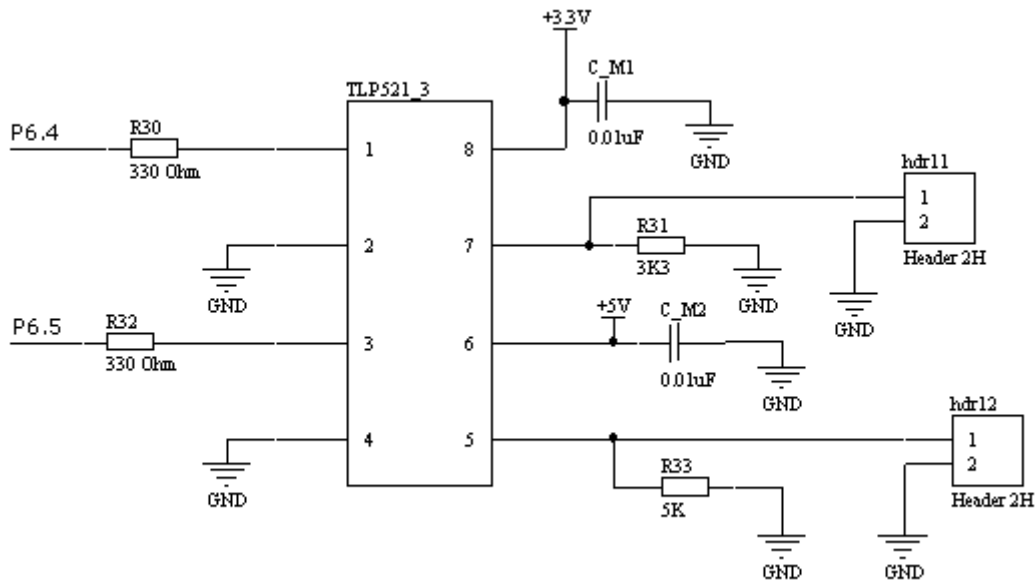 +3.3V
C_M1
TLP521_3
0.01uF
GND
P6.4
R30
330 Ohm
1
8
hdr11
1
2
Header 2H
R31
2
7
3K3
GND
GND
GND
+5V
C_M2
P6.5
R32
330 Ohm
3
6
0.01uF
GND
hdr12
4
5
1
2
Header 2H
R33
5K
GND
GND
GND